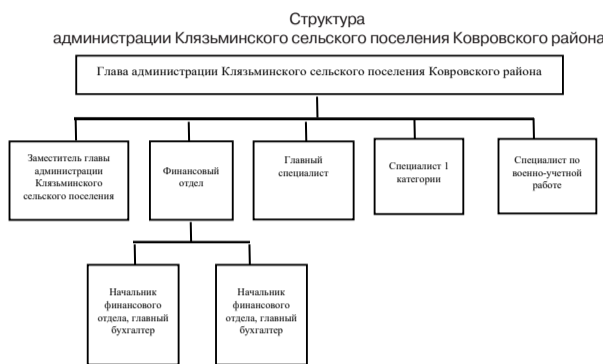 Структура
администрации Клязьминского сельского поселения Ковровского района
Глава администрации Клязьминского сельского поселения Ковровского района
Заместитель главы
администрации
Клязьминского
сельского поселения
Финансовый
отдел
Главный
специалист
Специалист 1
категории
Специалист по
военно-учетной
работе
Начальник
финансового
отдела, главный
бухгалтер
Начальник
финансового
отдела, главный
бухгалтер